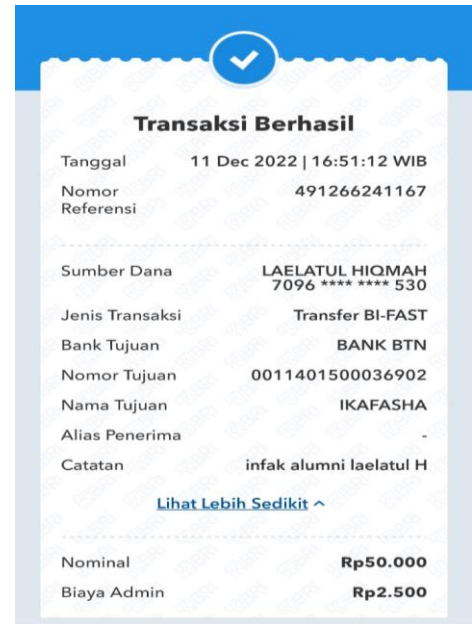 Transaksi Berhasil
Tanggal 11 Dec 2022 | 16:51:12 WIB
Nomor Referensi 491266241167
Sumber Dana LAELATUL HIQMAH
7096 **** **** 530
Jenis Transaksi Transfer BI-FAST
Bank Tujuan BANK BTN
Nomor Tujuan 0011401500036902
Nama Tujuan IKAFASHA
Alias Penerima -
Catatan infak alumni laelatul H
Lihat Lebih Sedikit
Nominal Rp50.000
Biaya Admin Rp2.500